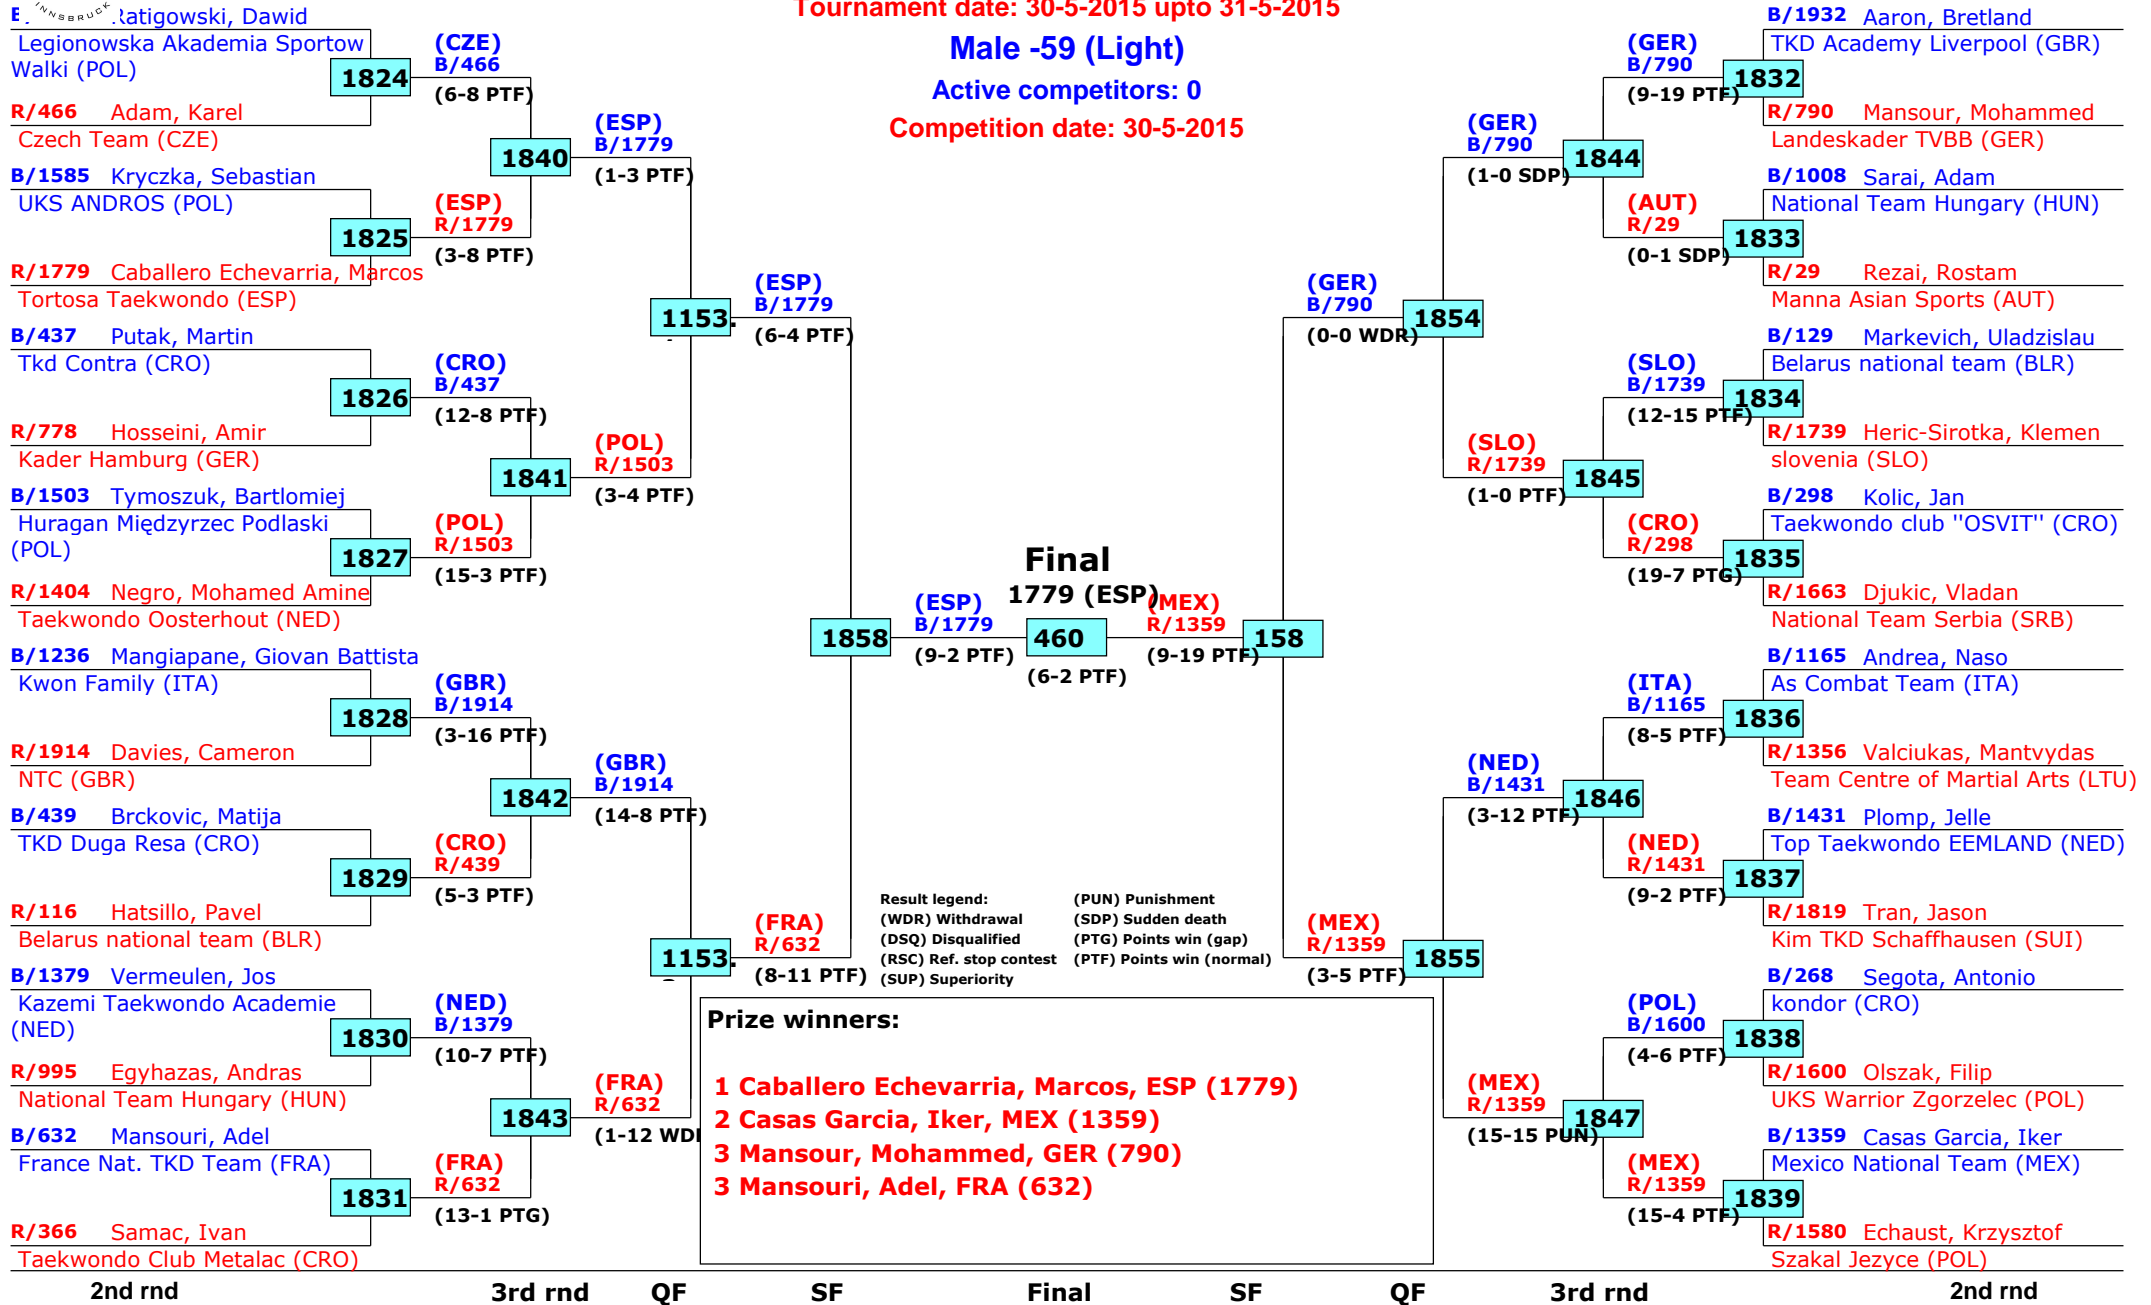 INNSBRUCK
Tournament date: 30-5-2015 upto 31-5-2015
Male -59 (Light)
Active competitors: 0
Competition date: 30-5-2015
Ratigowski, Dawid
Legionowska Akademia Sportow
Walki (POL)
1824
R/466 Adam, Karel
Czech Team (CZE)
B/1585 Kryczka, Sebastian
UKS ANDROS (POL)
1825
R/1779 Caballero Echevarria, Marcos
Tortosa Taekwondo (ESP)
B/437 Putak, Martin
Tkd Contra (CRO)
1826
R/778 Hosseini, Amir
Kader Hamburg (GER)
B/1503 Tymoszuk, Bartlomiej
Huragan Międzyrzec Podlaski
(POL)
1827
R/1404 Negro, Mohamed Amine
Taekwondo Oosterhout (NED)
B/1236 Mangiapane, Giovan Battista
Kwon Family (ITA)
1828
R/1914 Davies, Cameron
NTC (GBR)
B/439 Brckovic, Matija
TKD Duga Resa (CRO)
1829
R/116 Hatsillo, Pavel
Belarus national team (BLR)
B/1379 Vermeulen, Jos
Kazemi Taekwondo Academie
(NED)
1830
R/995 Egyhazas, Andras
National Team Hungary (HUN)
B/632 Mansouri, Adel
France Nat. TKD Team (FRA)
1831
R/366 Samac, Ivan
Taekwondo Club Metalac (CRO)
(CZE)
B/466
(6-8 PTF)
1840
(ESP)
R/1779
(3-8 PTF)
(CRO)
B/437
(12-8 PTF)
1841
(POL)
R/1503
(15-3 PTF)
(GBR)
B/1914
(3-16 PTF)
1842
(CRO)
R/439
(5-3 PTF)
(NED)
B/1379
(10-7 PTF)
1843
(FRA)
R/632
(13-1 PTG)
(ESP)
B/1779
(1-3 PTF)
1153.
(POL)
R/1503
(3-4 PTF)
(GBR)
B/1914
(14-8 PTF)
1153.
(FRA)
R/632
(1-12 WD
(ESP)
B/1779
(6-4 PTF)
1858
(FRA)
R/632
(8-11 PTF)
(ESP)
B/1779
(9-2 PTF)
Final
1779 (ESP)
460
(6-2 PTF)
(MEX)
R/1359
(9-19 PTF)
158
(GER)
B/790
(0-0 WDR)
1854
(MEX)
R/1359
(3-5 PTF)
1855
(GER)
B/790
(1-0 SDP)
1844
(SLO)
R/1739
(1-0 PTF)
1845
(NED)
B/1431
(3-12 PTF)
1846
(MEX)
R/1359
(15-15 PUN)
1847
(GER)
B/790
(9-19 PTF)
(AUT)
R/29
(0-1 SDP)
(SLO)
B/1739
(12-15 PTF)
(CRO)
R/298
(19-7 PTG)
(ITA)
B/1165
(8-5 PTF)
(NED)
R/1431
(9-2 PTF)
(POL)
B/1600
(4-6 PTF)
(MEX)
R/1359
(15-4 PTF)
B/1932 Aaron, Bretland
TKD Academy Liverpool (GBR)
1832
R/790 Mansour, Mohammed
Landeskader TVBB (GER)
B/1008 Sarai, Adam
National Team Hungary (HUN)
1833
R/29 Rezai, Rostam
Manna Asian Sports (AUT)
B/129 Markevich, Uladzislau
Belarus national team (BLR)
1834
R/1739 Heric-Sirotka, Klemen
slovenia (SLO)
B/298 Kolic, Jan
Taekwondo club "OSVIT" (CRO)
1835
R/1663 Djukic, Vladan
National Team Serbia (SRB)
B/1165 Andrea, Naso
As Combat Team (ITA)
1836
R/1356 Valciukas, Mantvydas
Team Centre of Martial Arts (LTU)
B/1431 Plomp, Jelle
Top Taekwondo EEMLAND (NED)
1837
R/1819 Tran, Jason
Kim TKD Schaffhausen (SUI)
B/268 Segota, Antonio
kondor (CRO)
1838
R/1600 Olszak, Filip
UKS Warrior Zgorzelec (POL)
B/1359 Casas Garcia, Iker
Mexico National Team (MEX)
1839
R/1580 Echaust, Krzysztof
Szakal Jezyce (POL)
Result legend: (PUN) Punishment
(WDR) Withdrawal (SDP) Sudden death
(DSQ) Disqualified (PTG) Points win (gap)
(RSC) Ref. stop contest (PTF) Points win (normal)
(SUP) Superiority
Prize winners:
1 Caballero Echevarria, Marcos, ESP (1779)
2 Casas Garcia, Iker, MEX (1359)
3 Mansour, Mohammed, GER (790)
3 Mansouri, Adel, FRA (632)
2nd rnd 3rd rnd QF SF Final SF QF 3rd rnd 2nd rnd